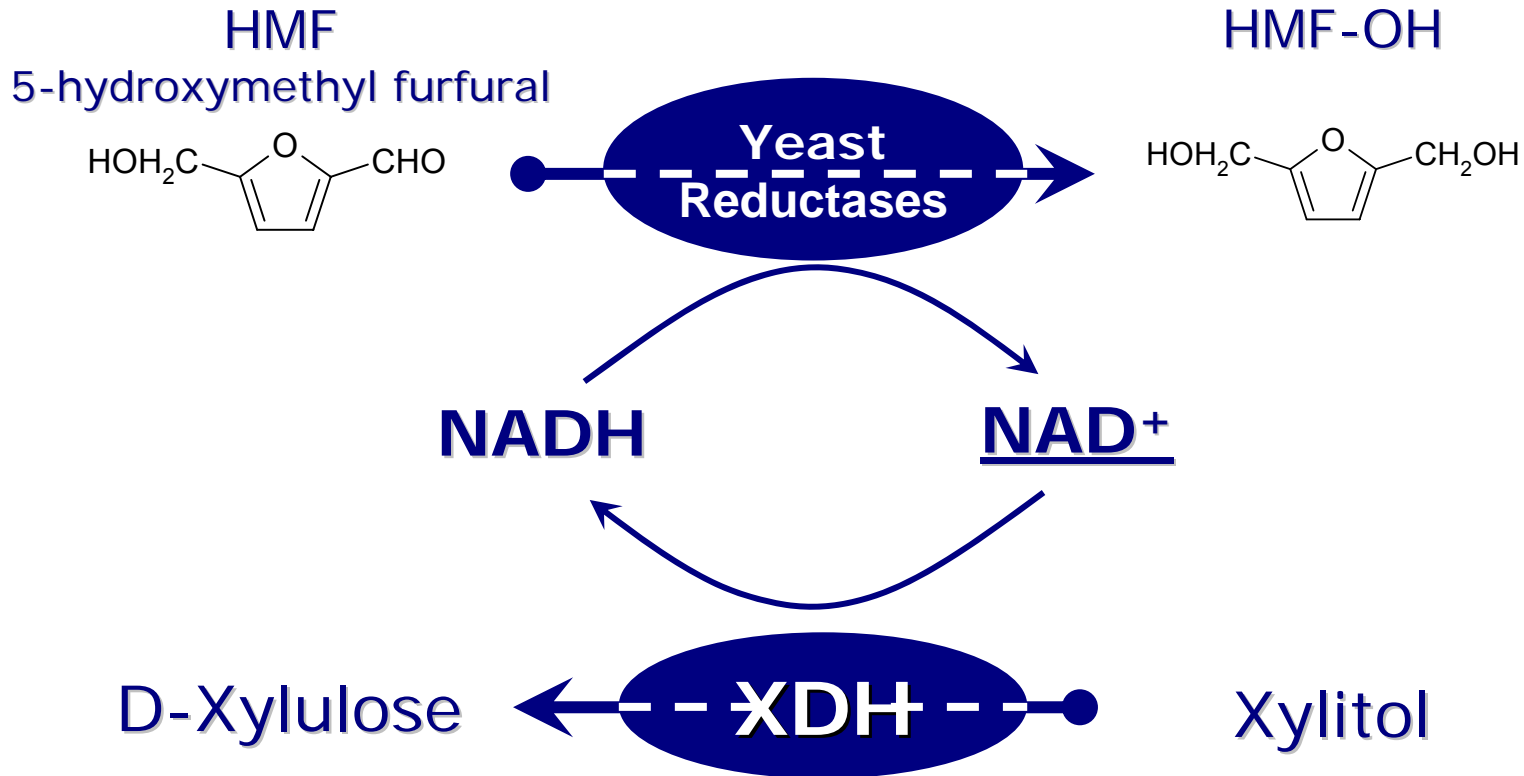 HMF
5-hydroxymethyl furfural
HMF-OH
HOH₂C
O
CHO
Yeast
Reductases
HOH₂C
O
CH₂OH
NADH
NAD⁺
D-Xylulose
XDH
Xylitol